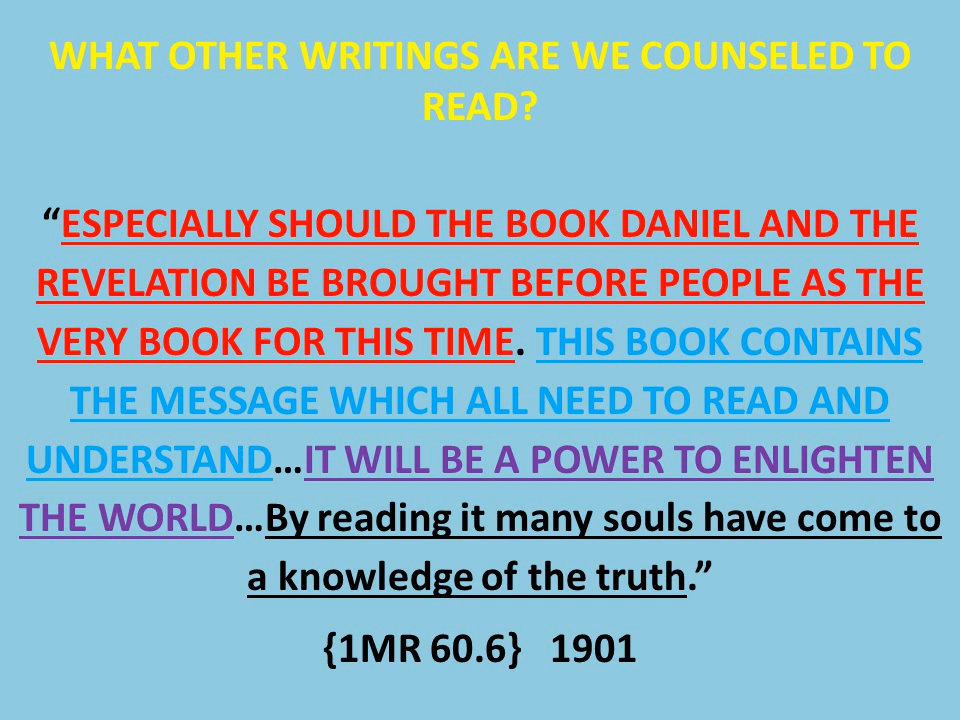 WHAT OTHER WRITINGS ARE WE COUNSELED TO
READ?
“ESPECIALLY SHOULD THE BOOK DANIEL AND THE
REVELATION BE BROUGHT BEFORE PEOPLE AS THE
VERY BOOK FOR THIS TIME. THIS BOOK CONTAINS
THE MESSAGE WHICH ALL NEED TO READ AND
UNDERSTAND…IT WILL BE A POWER TO ENLIGHTEN
THE WORLD…By reading it many souls have come to
a knowledge of the truth.”
{1MR 60.6} 1901